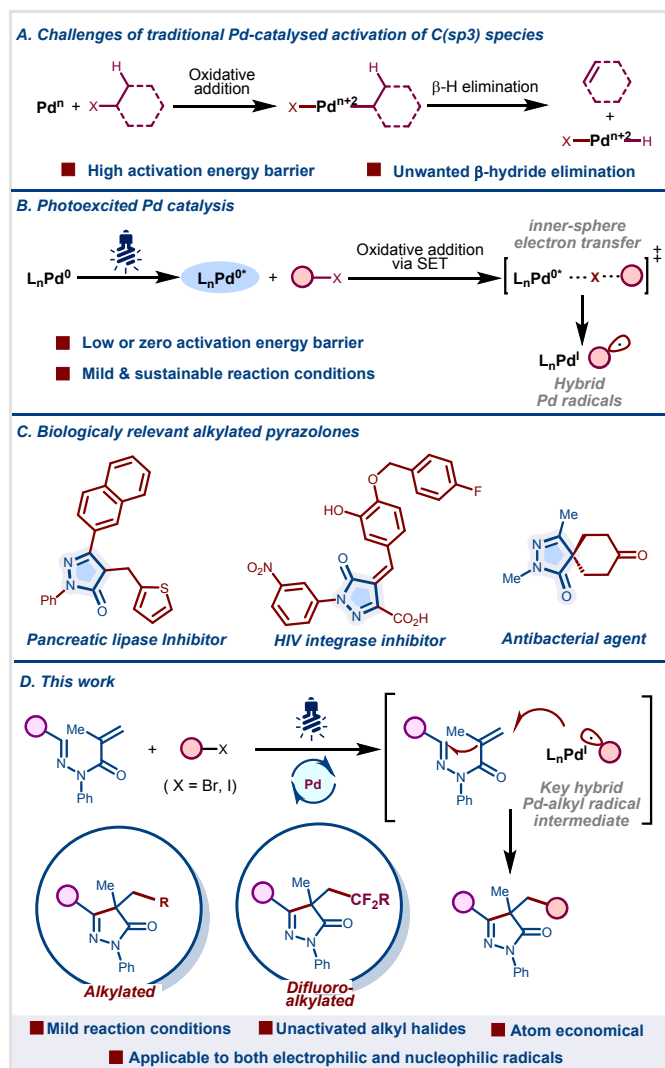 A. Challenges of traditional Pd-catalysed activation of C(sp3) species
H
H
Oxidative
addition
β-H elimination
Pdⁿ + X
X Pdⁿ⁺² 
+
X Pdⁿ⁺² H
High activation energy barrier
Unwanted β-hydride elimination
B. Photoexcited Pd catalysis
inner-sphere
electron transfer
LₙPd⁰
LₙPd⁰*
+
X
Oxidative addition
via SET
[ LₙPd⁰* ···· X ···· ]‡
Low or zero activation energy barrier
Mild & sustainable reaction conditions
LₙPdᴵ
Hybrid
Pd radicals
C. Biologicaly relevant alkylated pyrazolones
N
N
Ph
O
S
Pancreatic lipase Inhibitor
O
F
HO
O₂N
O
N
N
CO₂H
HIV integrase inhibitor
Me
N
N
Me
O
O
Antibacterial agent
D. This work
Me
N
N
O
Ph
+
X
( X = Br, I)
Pd
Me
N
N
O
Ph
LₙPdᴵ
Key hybrid
Pd-alkyl radical
intermediate
Me
R
N
N
O
Ph
Alkylated
Me
CF₂R
N
N
O
Ph
Difluoro-
alkylated
Me
N
N
O
Ph
Mild reaction conditions
Unactivated alkyl halides
Atom economical
Applicable to both electrophilic and nucleophilic radicals